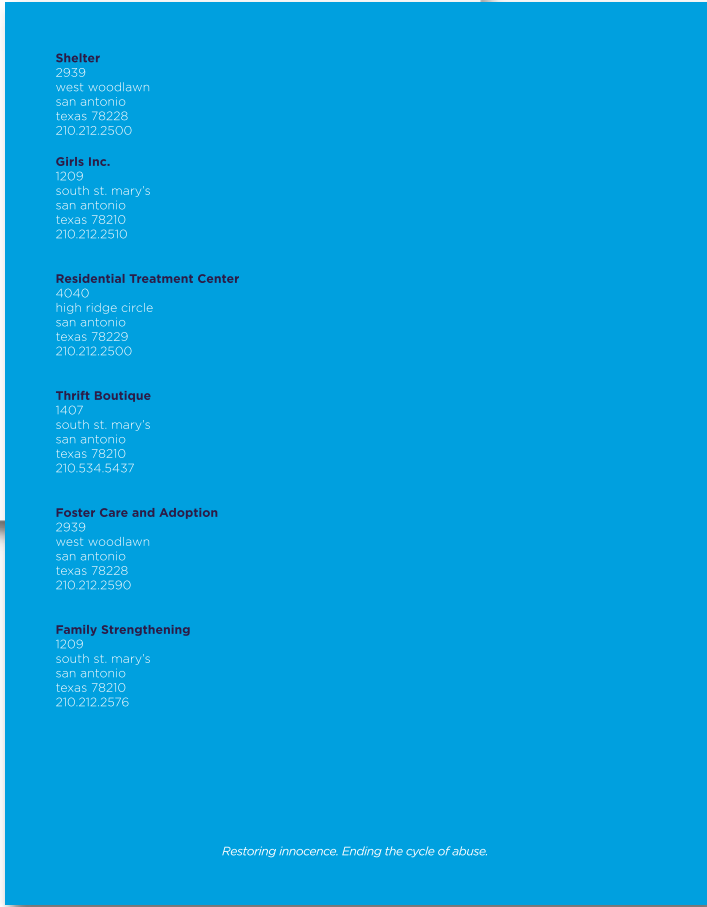 Shelter
2939
west woodlawn
san antonio
texas 78228
210.212.2500
Girls Inc.
1209
south st. mary's
san antonio
texas 78210
210.212.2510
Residential Treatment Center
4040
high ridge circle
san antonio
texas 78229
210.212.2500
Thrift Boutique
1407
south st. mary's
san antonio
texas 78210
210.534.5437
Foster Care and Adoption
2939
west woodlawn
san antonio
texas 78228
210.212.2590
Family Strengthening
1209
south st. mary's
san antonio
texas 78210
210.212.2576
Restoring innocence. Ending the cycle of abuse.